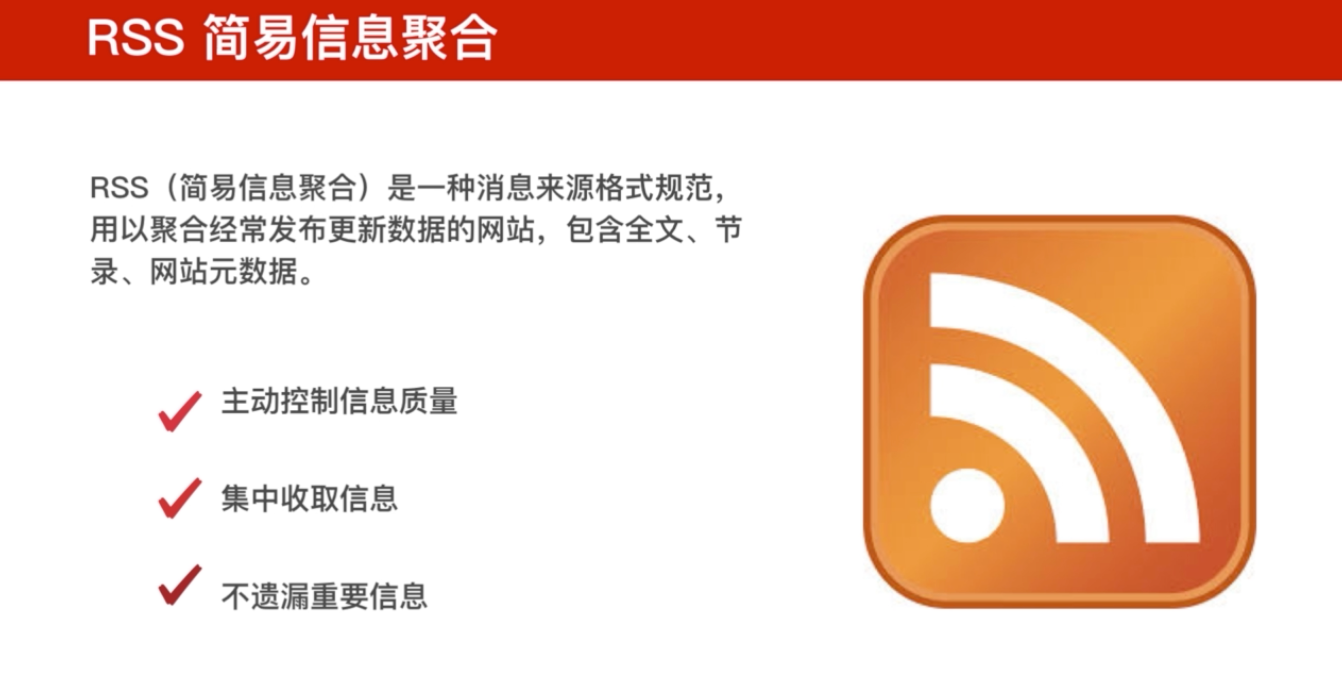 RSS 简易信息聚合
RSS（简易信息聚合）是一种消息来源格式规范，
用以聚合经常发布更新数据的网站，包含全文、节
录、网站元数据。
主动控制信息质量
集中收取信息
不遗漏重要信息